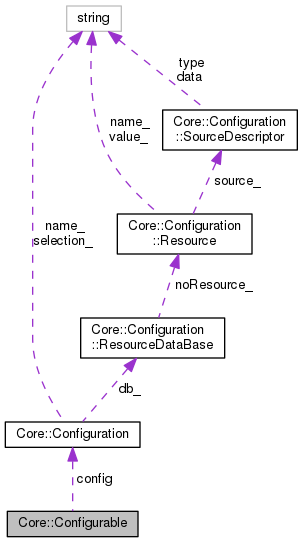 string
type
data
name_
value_
Core::Configuration
::SourceDescriptor
source_
name_
selection_
Core::Configuration
::Resource
noResource_
Core::Configuration
::ResourceDataBase
db_
Core::Configuration
config
Core::Configurable